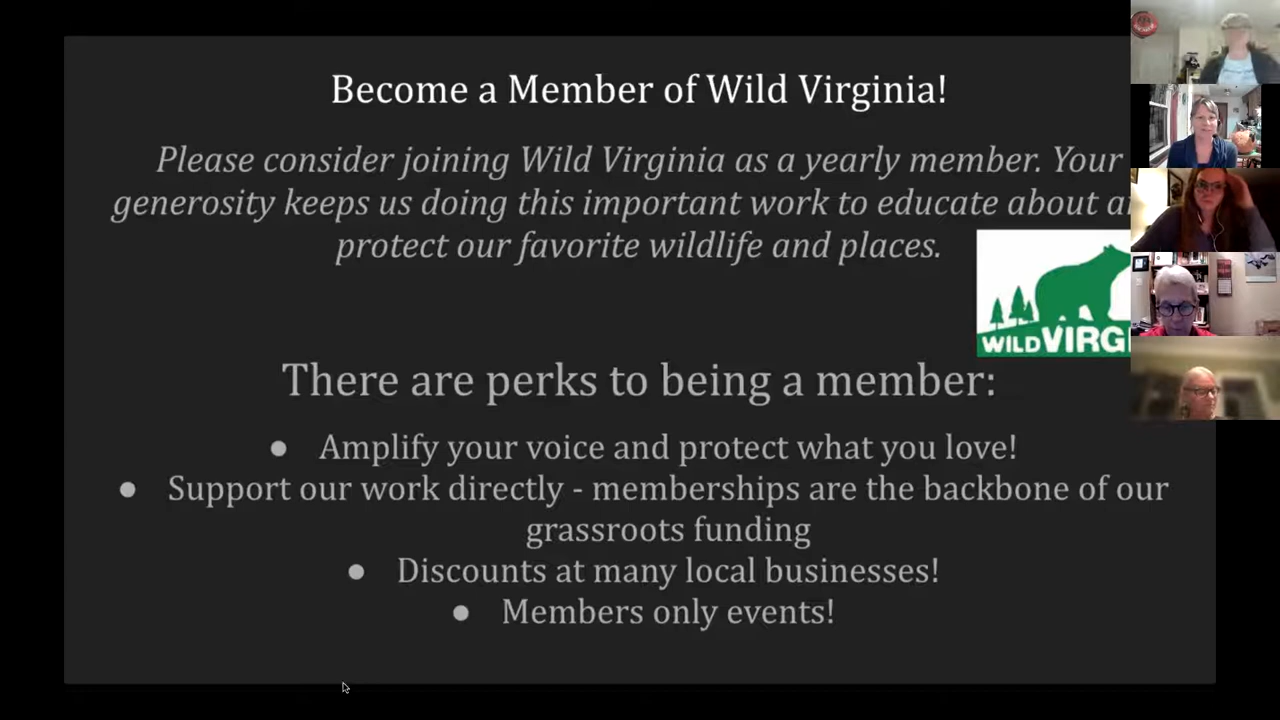 Become a Member of Wild Virginia!
Please consider joining Wild Virginia as a yearly member. Your
generosity keeps us doing this important work to educate about
protect our favorite wildlife and places.
WILD VIRG
There are perks to being a member:
● Amplify your voice and protect what you love!
● Support our work directly - memberships are the backbone of our
grassroots funding
● Discounts at many local businesses!
● Members only events!